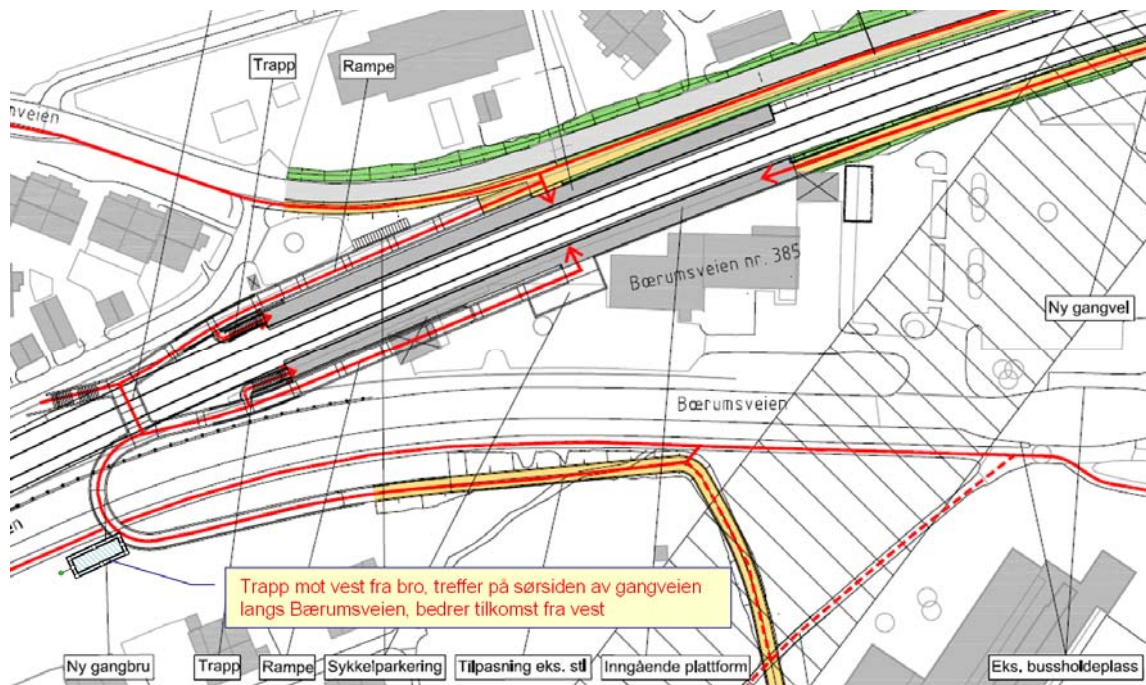 Trapp
Rampe
nveien
Bærumsveien nr. 385
Ny gangvei
Bærumsveien
en
Trapp mot vest fra bro, treffer på sørsiden av gangveien
langs Bærumsveien, bedrer tilkomst fra vest
Ny gangbru
Trapp
Rampe
Sykkelparkering
Tilpasning eks. sti
Inngående plattform
Eks. bussholdeplass